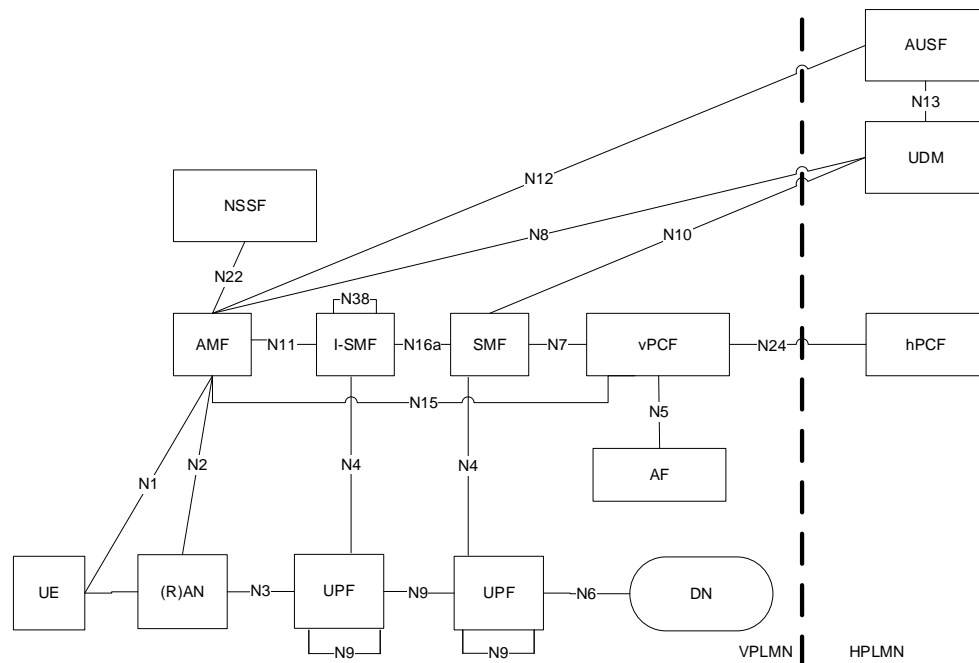 AUSF
N13
UDM
N12
NSSF
N8
N10
N22
N38
AMF
N11
I-SMF
N16a
SMF
N7
vPCF
N24
hPCF
N15
N5
N2
N4
N4
AF
N1
UE
(R)AN
N3
UPF
N9
UPF
N6
DN
N9
N9
VPLMN
HPLMN